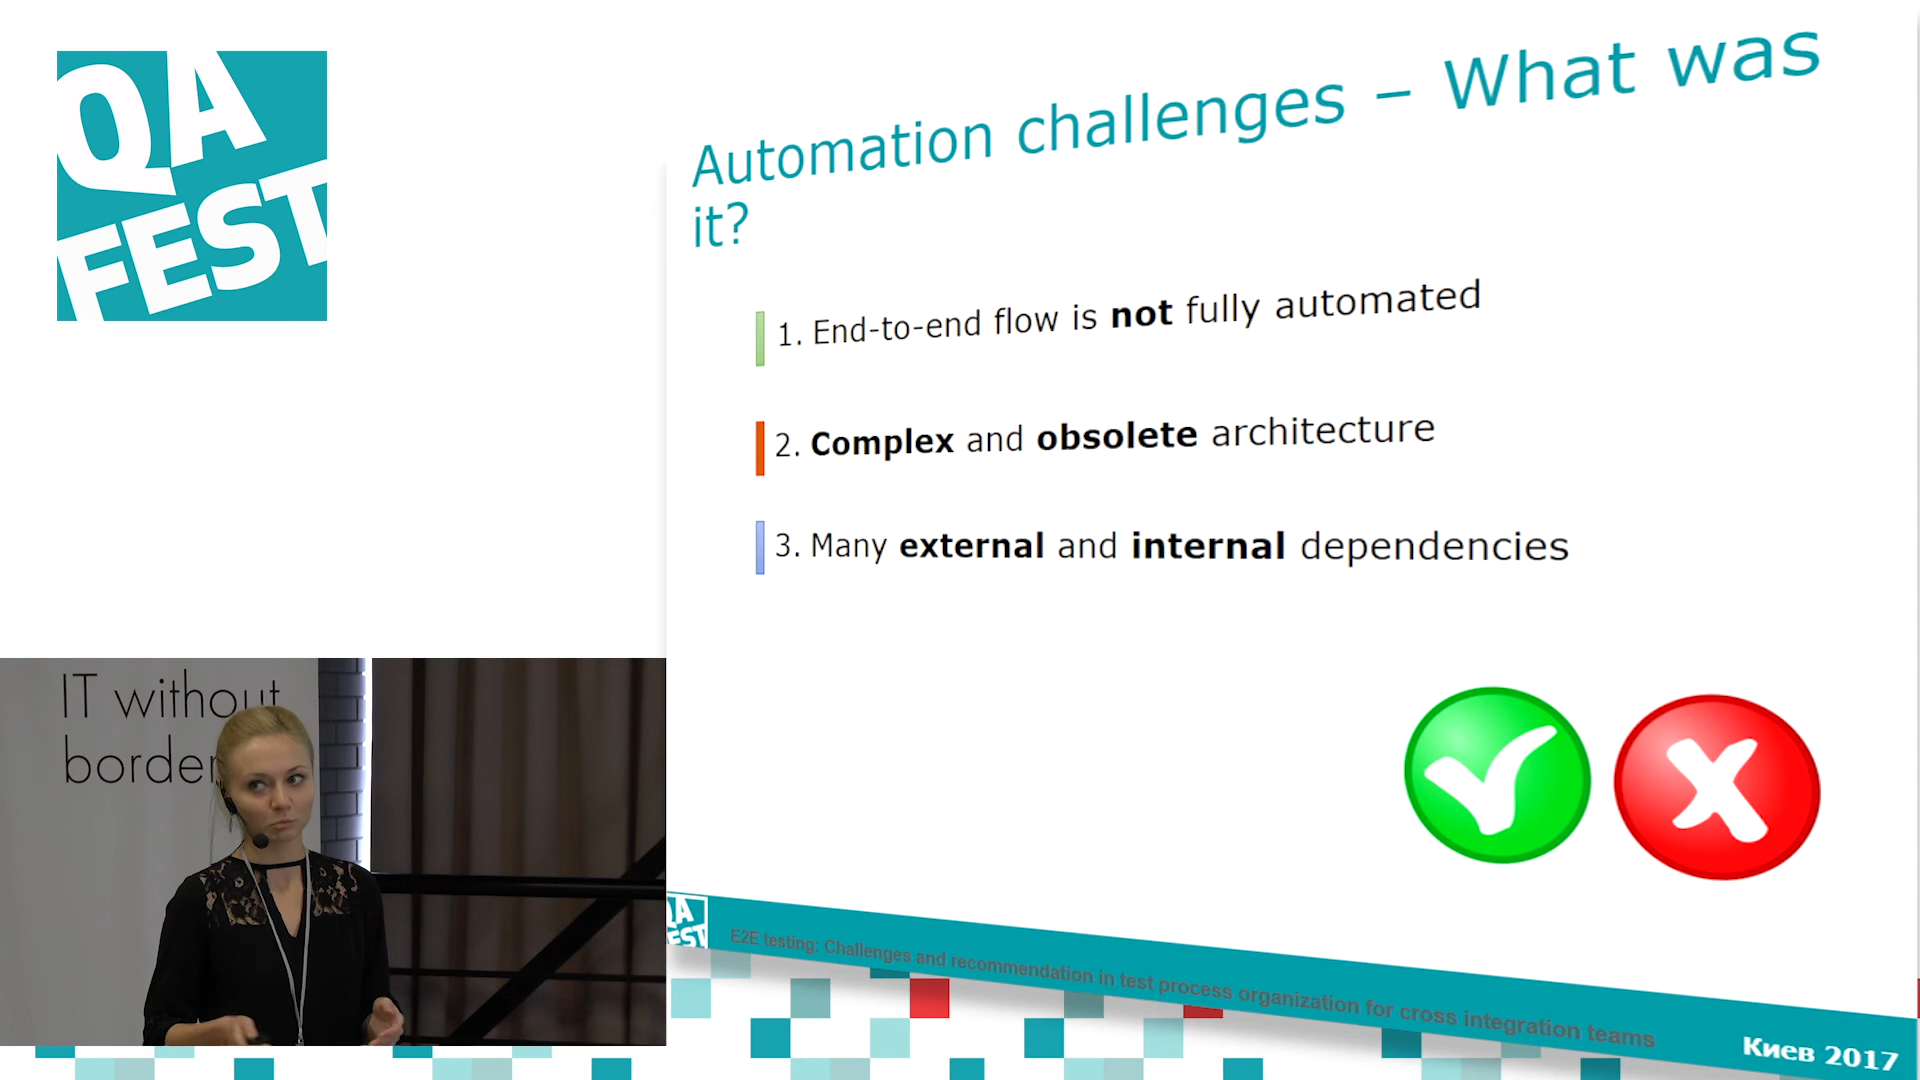 QA
FEST
Automation challenges – What was
it?
1. End-to-end flow is not fully automated
2. Complex and obsolete architecture
3. Many external and internal dependencies
IT without
border
QA
FEST
E2E testing: Challenges and recommendation in test process organization for cross integration teams
Киев 2017